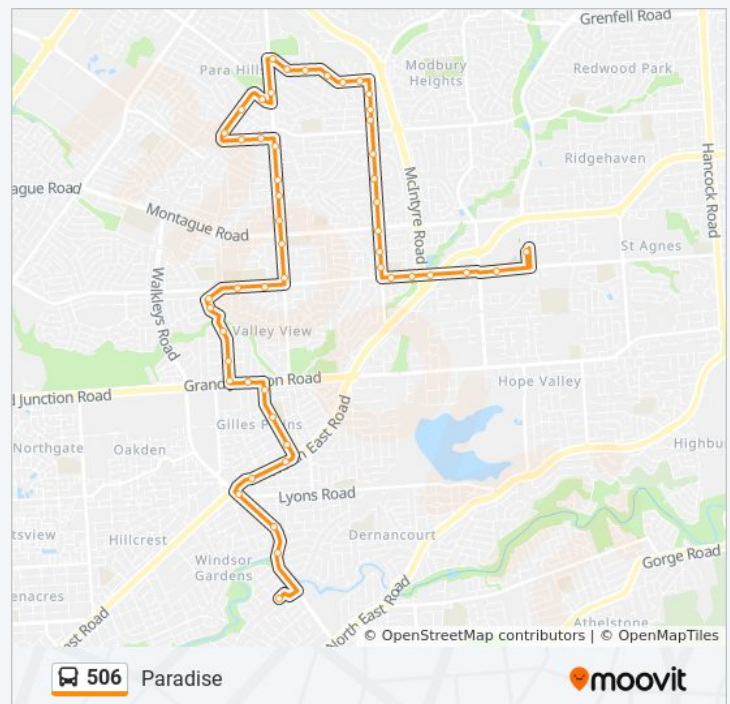 Grenfell Road
Para Hills
Modbury
Heights
Redwood Park
Ridgehaven
Hancock Road
ague Road
McIntyre Road
Montague Road
St Agnes
Walkleys Road
Valley View
Grand
on Road
d Junction Road
Hope Valley
Gilles Plains
h East Road
Northgate
Oakden
Highbu
Lyons Road
tsview
Hillcrest
Dernancourt
Windsor
Gardens
Gorge Road
enacres
North East Road
Athelstone
ast Road
© OpenStreetMap contributors | © OpenMapTiles
506 Paradise
moovit